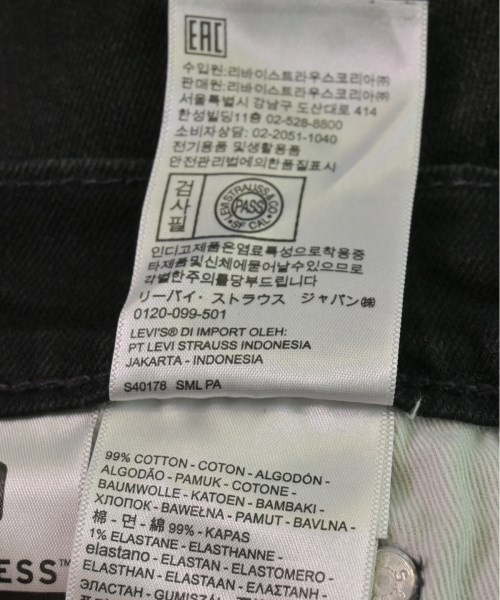 EAC
수입원:리바이스트라우스코리아㈜
판매원:리바이스트라우스코리아㈜
서울특별시 강남구 도산대로 414
한성빌딩11층 02-528-8800
소비자상담: 02-2051-1040
전기용품 및생활용품
안전관리법에의한품질표시
검사필
LEVI STRAUSS & CO
PASS
SF CAL.
인디고제품은염료특성으로착용중
타제품및신체에묻어날수있으므로
각별한주의를당부드립니다
リーバイ・ストラウス ジャパン㈱
0120-099-501
LEVI'S® DI IMPORT OLEH:
PT LEVI STRAUSS INDONESIA
JAKARTA - INDONESIA
S40178 SML PA
99% COTTON - COTON - ALGODÓN -
ALGODÃO - PAMUK - COTONE -
BAUMWOLLE - KATOEN - BAMBAKI -
ХЛОПОК - BAWEŁNA - PAMUT - BAVLNA -
棉 - 면 - 綿 99% - KAPAS
1% ELASTANE - ELASTHANNE -
elastano - ELASTAN - ELASTOMERO -
ELASTHAN - ELASTAAN - ΕΛΑΣΤΑΝΗ -
ЭЛАСТАН - GUMISZÁL
ESS™